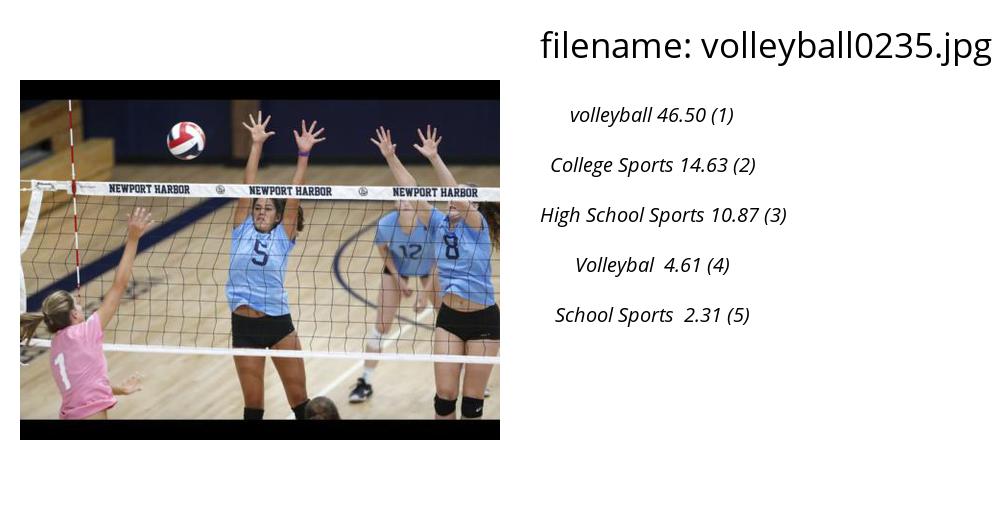 filename: volleyball0235.jpg
volleyball 46.50 (1)
College Sports 14.63 (2)
High School Sports 10.87 (3)
Volleybal 4.61 (4)
School Sports 2.31 (5)
NEWPORT HARBOR NEWPORT HARBOR NEWPORT HARBOR
5
12
8
1